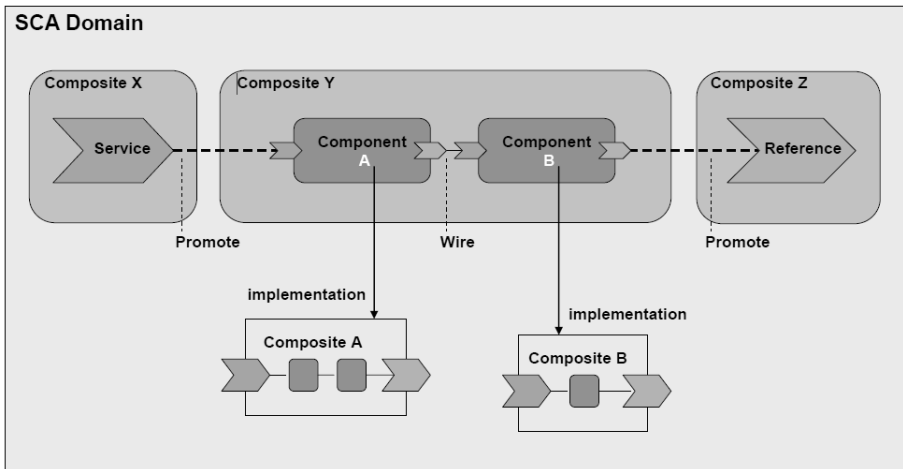 SCA Domain
Composite X
Composite Y
Composite Z
Service
Component
A
Component
B
Reference
Promote
Wire
Promote
implementation
implementation
Composite A
Composite B